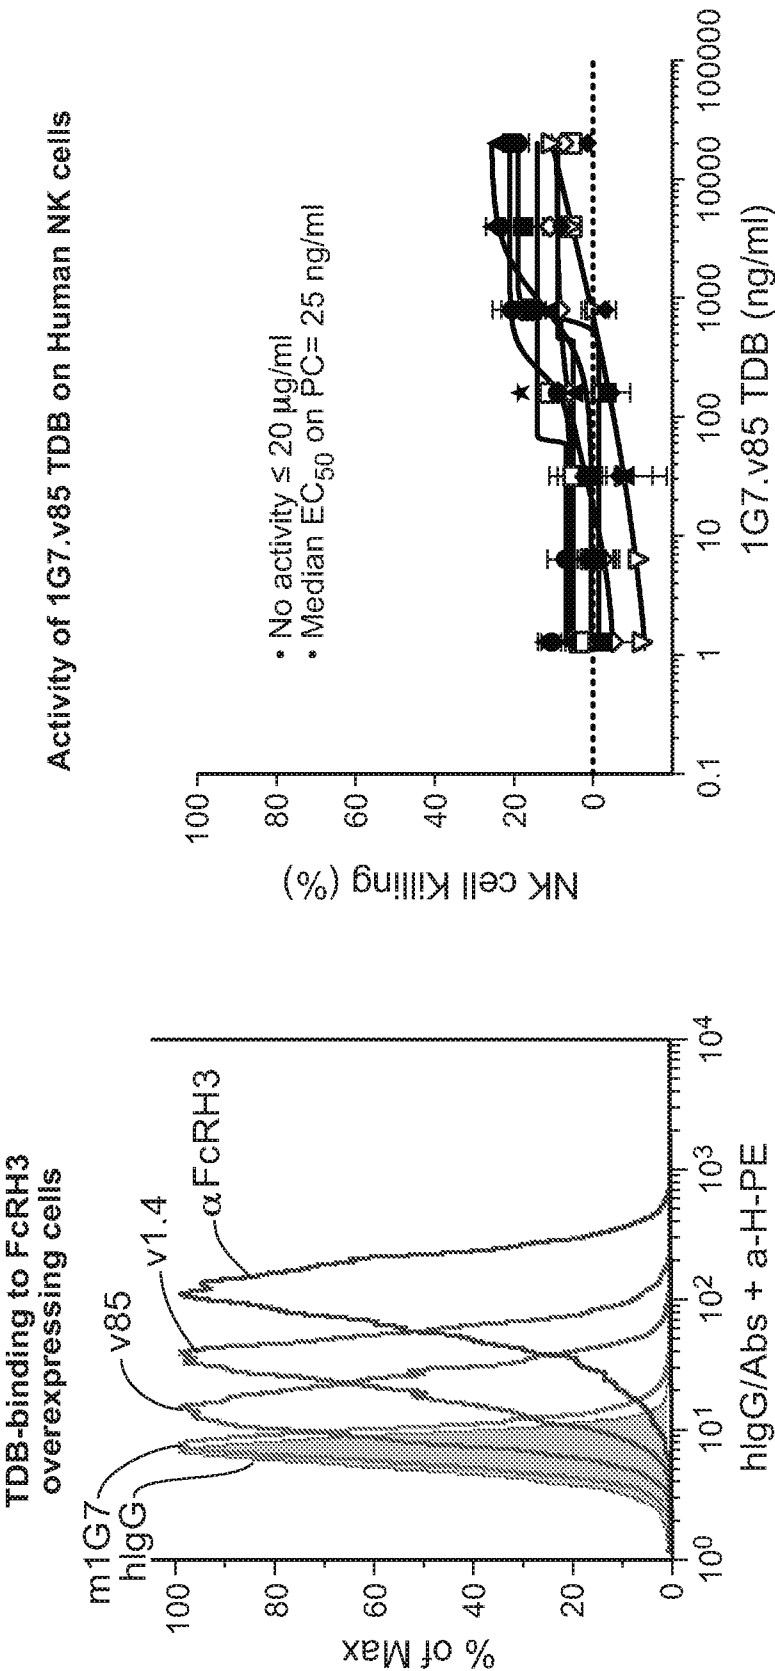 TDB-binding to FcRH3
overexpressing cells
m1G7
hIgG
v85
v1.4
αFcRH3
% of Max
100
80
60
40
20
0
10⁰
10¹
10²
10³
10⁴
hIgG/Abs + a-H-PE
Activity of 1G7.v85 TDB on Human NK cells
• No activity ≤ 20 µg/ml
• Median EC₅₀ on PC= 25 ng/ml
NK cell Killing (%)
100
80
60
40
20
0
0.1
1
10
100
1000
10000
100000
1G7.v85 TDB (ng/ml)